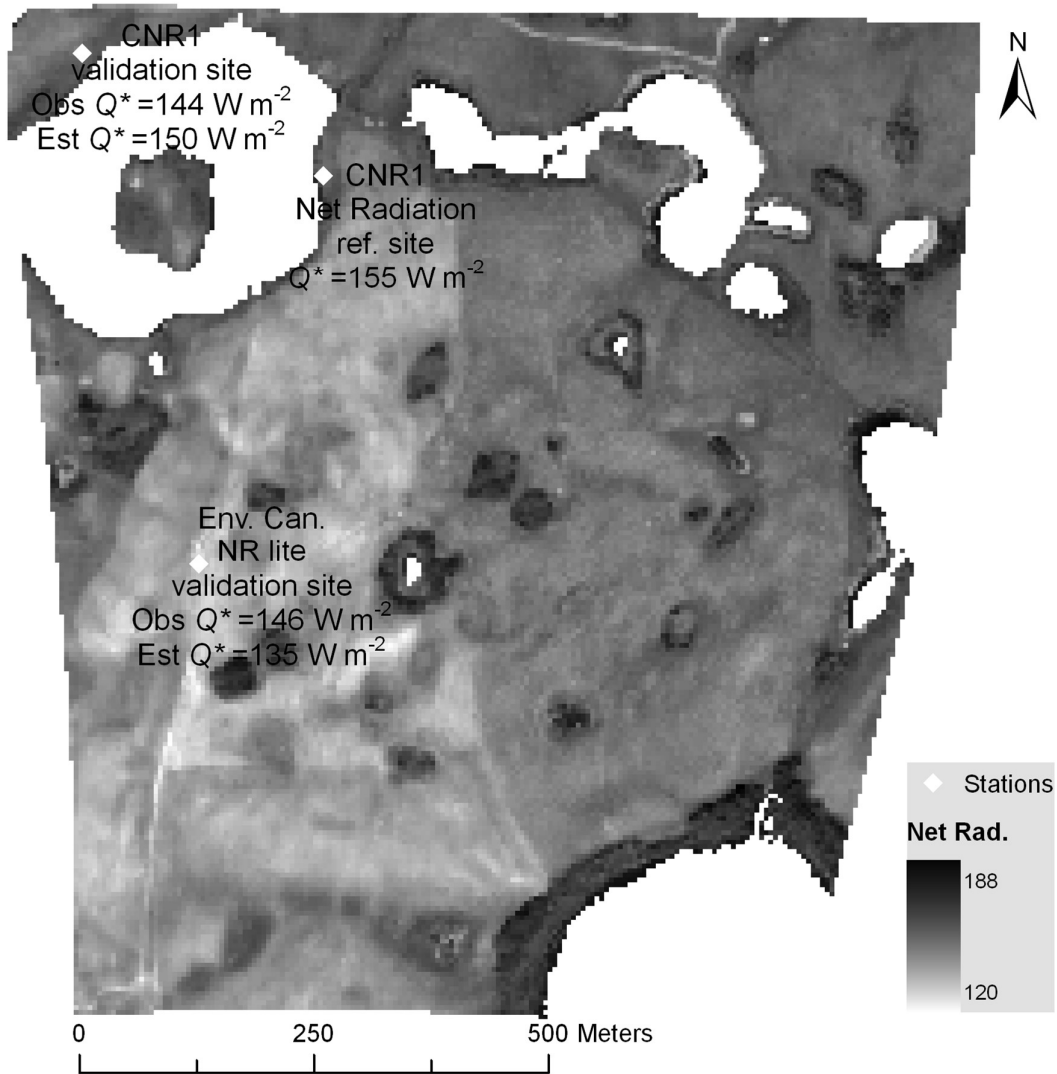 CNR1
validation site
Obs Q* =144 W m-2
Est Q* =150 W m-2
N
CNR1
Net Radiation
ref. site
Q* =155 W m-2
Env. Can.
NR lite
validation site
Obs Q* =146 W m-2
Est Q* =135 W m-2
Stations
Net Rad.
188
120
0 250 500 Meters